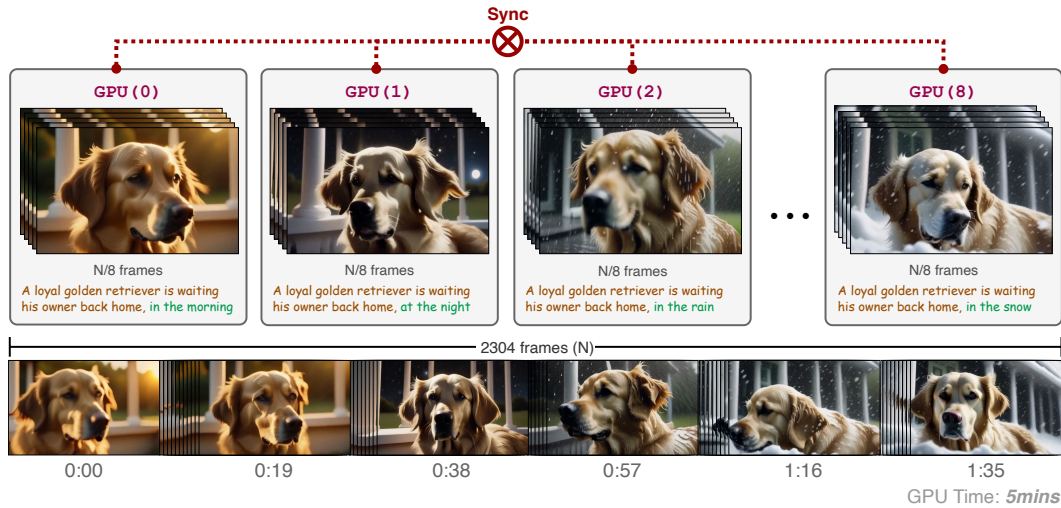 Sync
GPU(0)
GPU(1)
GPU(2)
GPU(8)
...
N/8 frames
N/8 frames
N/8 frames
N/8 frames
A loyal golden retriever is waiting
his owner back home, in the morning
A loyal golden retriever is waiting
his owner back home, at the night
A loyal golden retriever is waiting
his owner back home, in the rain
A loyal golden retriever is waiting
his owner back home, in the snow
2304 frames (N)
0:00
0:19
0:38
0:57
1:16
1:35
GPU Time: 5mins